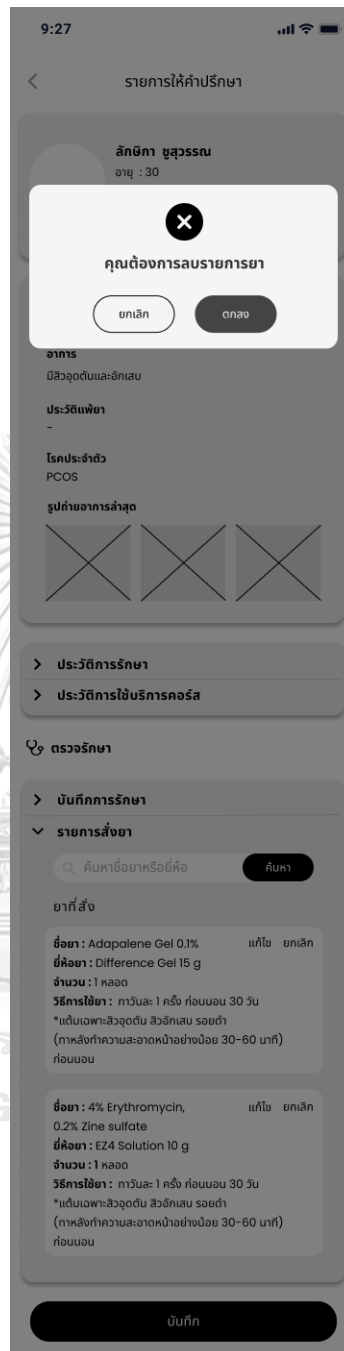 9:27
รายการให้คำปรึกษา
ลักษิกา ชูสุวรรณ
อายุ : 30
คุณต้องการลบรายการยา
ยกเลิก
ตกลง
อาการ
มีสิวอุดตันและอักเสบ
ประวัติแพ้ยา
-
โรคประจำตัว
PCOS
รูปถ่ายอาการล่าสุด
ประวัติการรักษา
ประวัติการใช้บริการคอร์ส
ตรวจรักษา
บันทึกการรักษา
รายการสั่งยา
ค้นหาชื่อยาหรือยี่ห้อ
ค้นหา
ยาที่สั่ง
ชื่อยา : Adapalene Gel 0.1% แก้ไข ยกเลิก
ยี่ห้อยา : Difference Gel 15 g
จำนวน : 1 หลอด
วิธีการใช้ยา : ทาวันละ 1 ครั้ง ก่อนนอน 30 วัน
*แต้มเฉพาะสิวอุดตัน สิวอักเสบ รอยดำ
(ทาหลังทำความสะอาดหน้าอย่างน้อย 30-60 นาที)
ก่อนนอน
ชื่อยา : 4% Erythromycin, แก้ไข ยกเลิก
0.2% Zine sulfate
ยี่ห้อยา : EZ4 Solution 10 g
จำนวน : 1 หลอด
วิธีการใช้ยา : ทาวันละ 1 ครั้ง ก่อนนอน 30 วัน
*แต้มเฉพาะสิวอุดตัน สิวอักเสบ รอยดำ
(ทาหลังทำความสะอาดหน้าอย่างน้อย 30-60 นาที)
ก่อนนอน
บันทึก